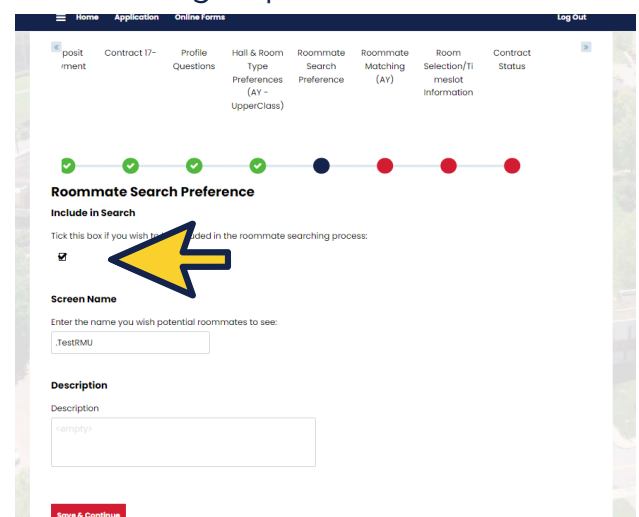 Home Application Online Forms Log Out
« posit Contract 17- Profile Hall & Room Roommate Roommate Room Contract »
ment Questions Type Search Matching Selection/Ti Status
Preferences Preference (AY) meslot
(AY - Information
UpperClass)
Roommate Search Preference
Include in Search
Tick this box if you wish to uded in the roommate searching process:
Screen Name
Enter the name you wish potential roommates to see:
.TestRMU
Description
Description
<empty>
Save & Continue